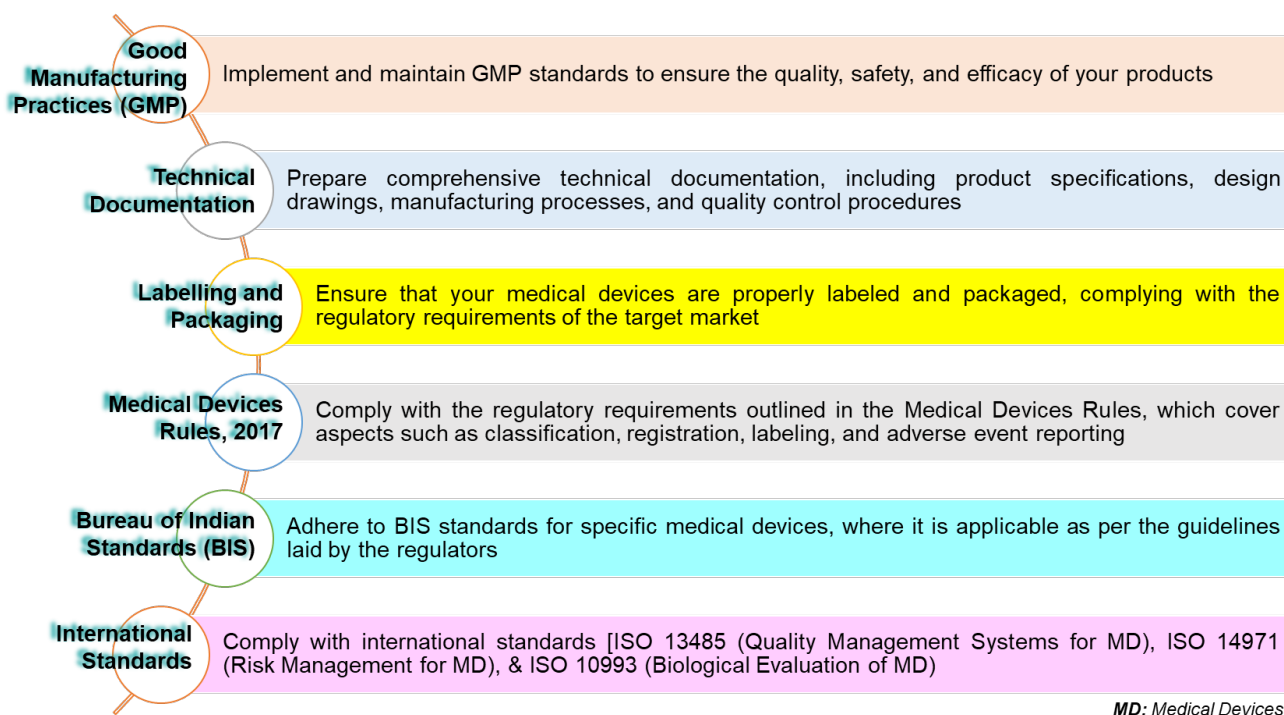 Good
Manufacturing
Practices (GMP)
Implement and maintain GMP standards to ensure the quality, safety, and efficacy of your products
Technical
Documentation
Prepare comprehensive technical documentation, including product specifications, design
drawings, manufacturing processes, and quality control procedures
Labelling and
Packaging
Ensure that your medical devices are properly labeled and packaged, complying with the
regulatory requirements of the target market
Medical Devices
Rules, 2017
Comply with the regulatory requirements outlined in the Medical Devices Rules, which cover
aspects such as classification, registration, labeling, and adverse event reporting
Bureau of Indian
Standards (BIS)
Adhere to BIS standards for specific medical devices, where it is applicable as per the guidelines
laid by the regulators
International
Standards
Comply with international standards [ISO 13485 (Quality Management Systems for MD), ISO 14971
(Risk Management for MD), & ISO 10993 (Biological Evaluation of MD)
MD: Medical Devices